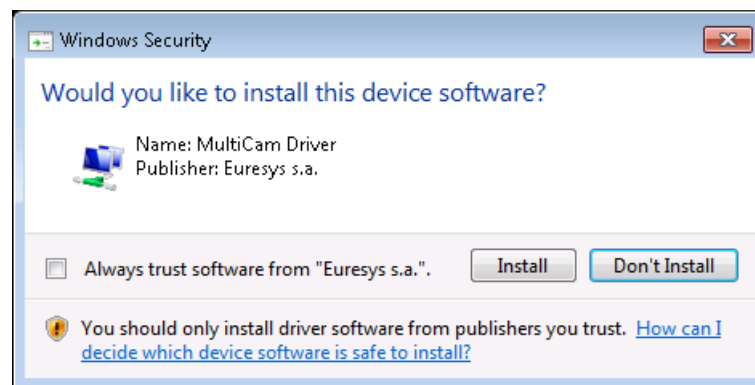 Windows Security
Would you like to install this device software?
Name: MultiCam Driver
Publisher: Euresys s.a.
Always trust software from "Euresys s.a.".
Install
Don't Install
You should only install driver software from publishers you trust. How can I
decide which device software is safe to install?